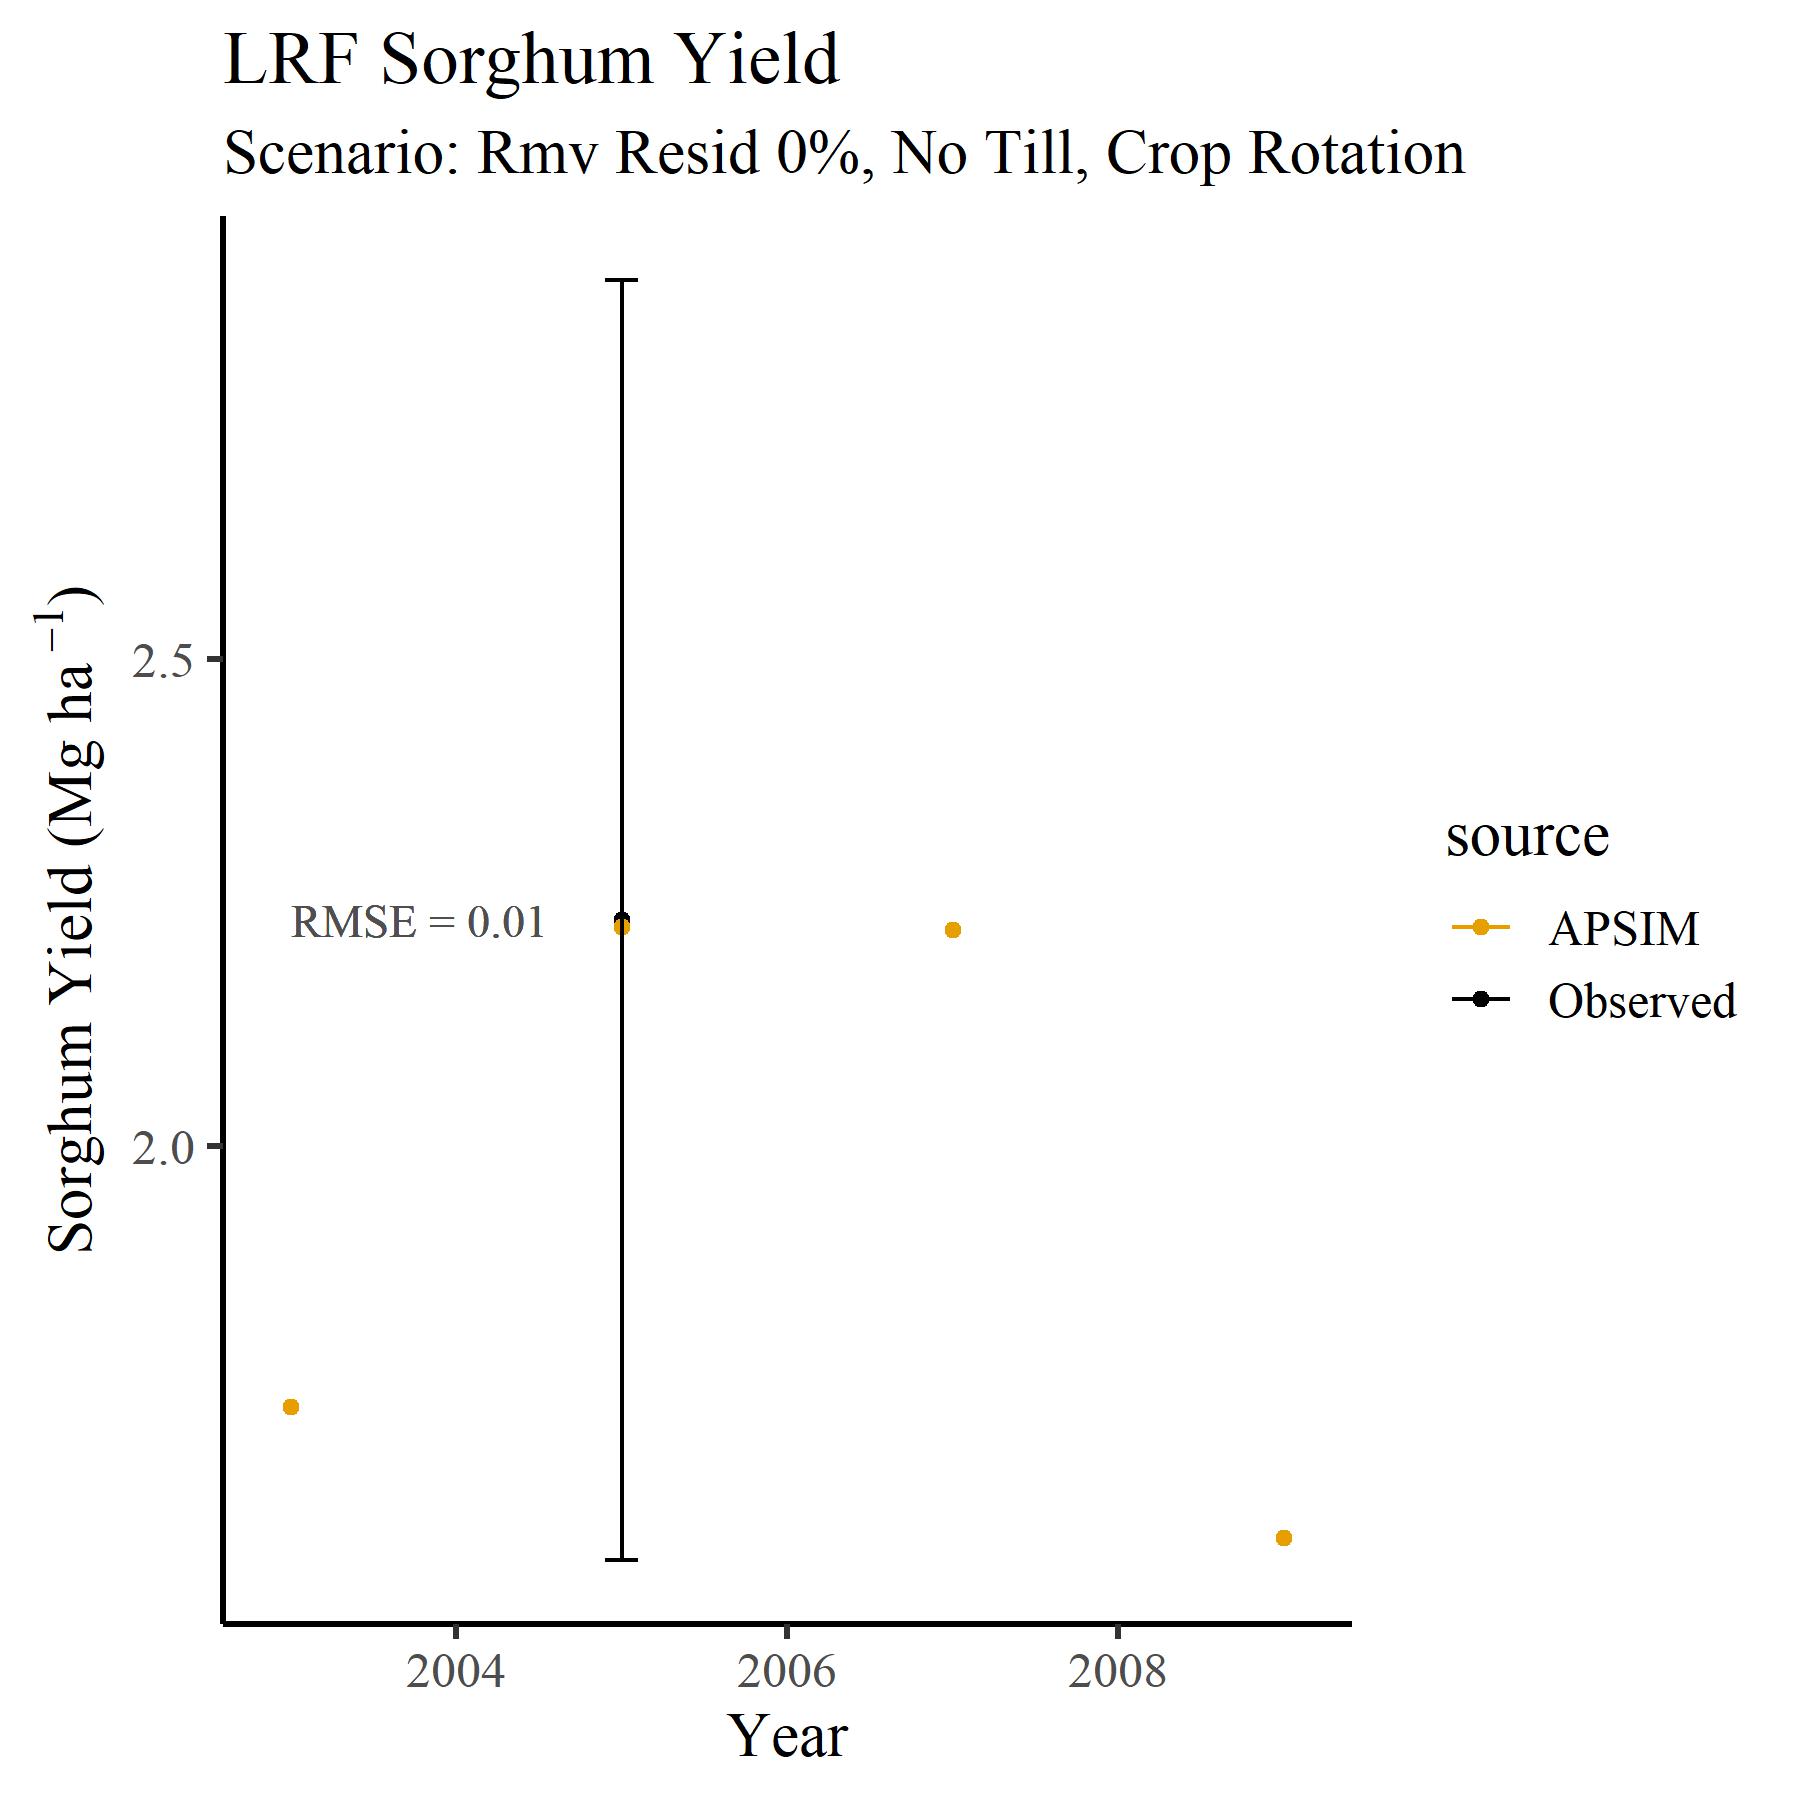 LRF Sorghum Yield
Scenario: Rmv Resid 0%, No Till, Crop Rotation
Sorghum Yield (Mg ha⁻¹)
2.5
2.0
RMSE = 0.01
source
APSIM
Observed
2004
2006
2008
Year